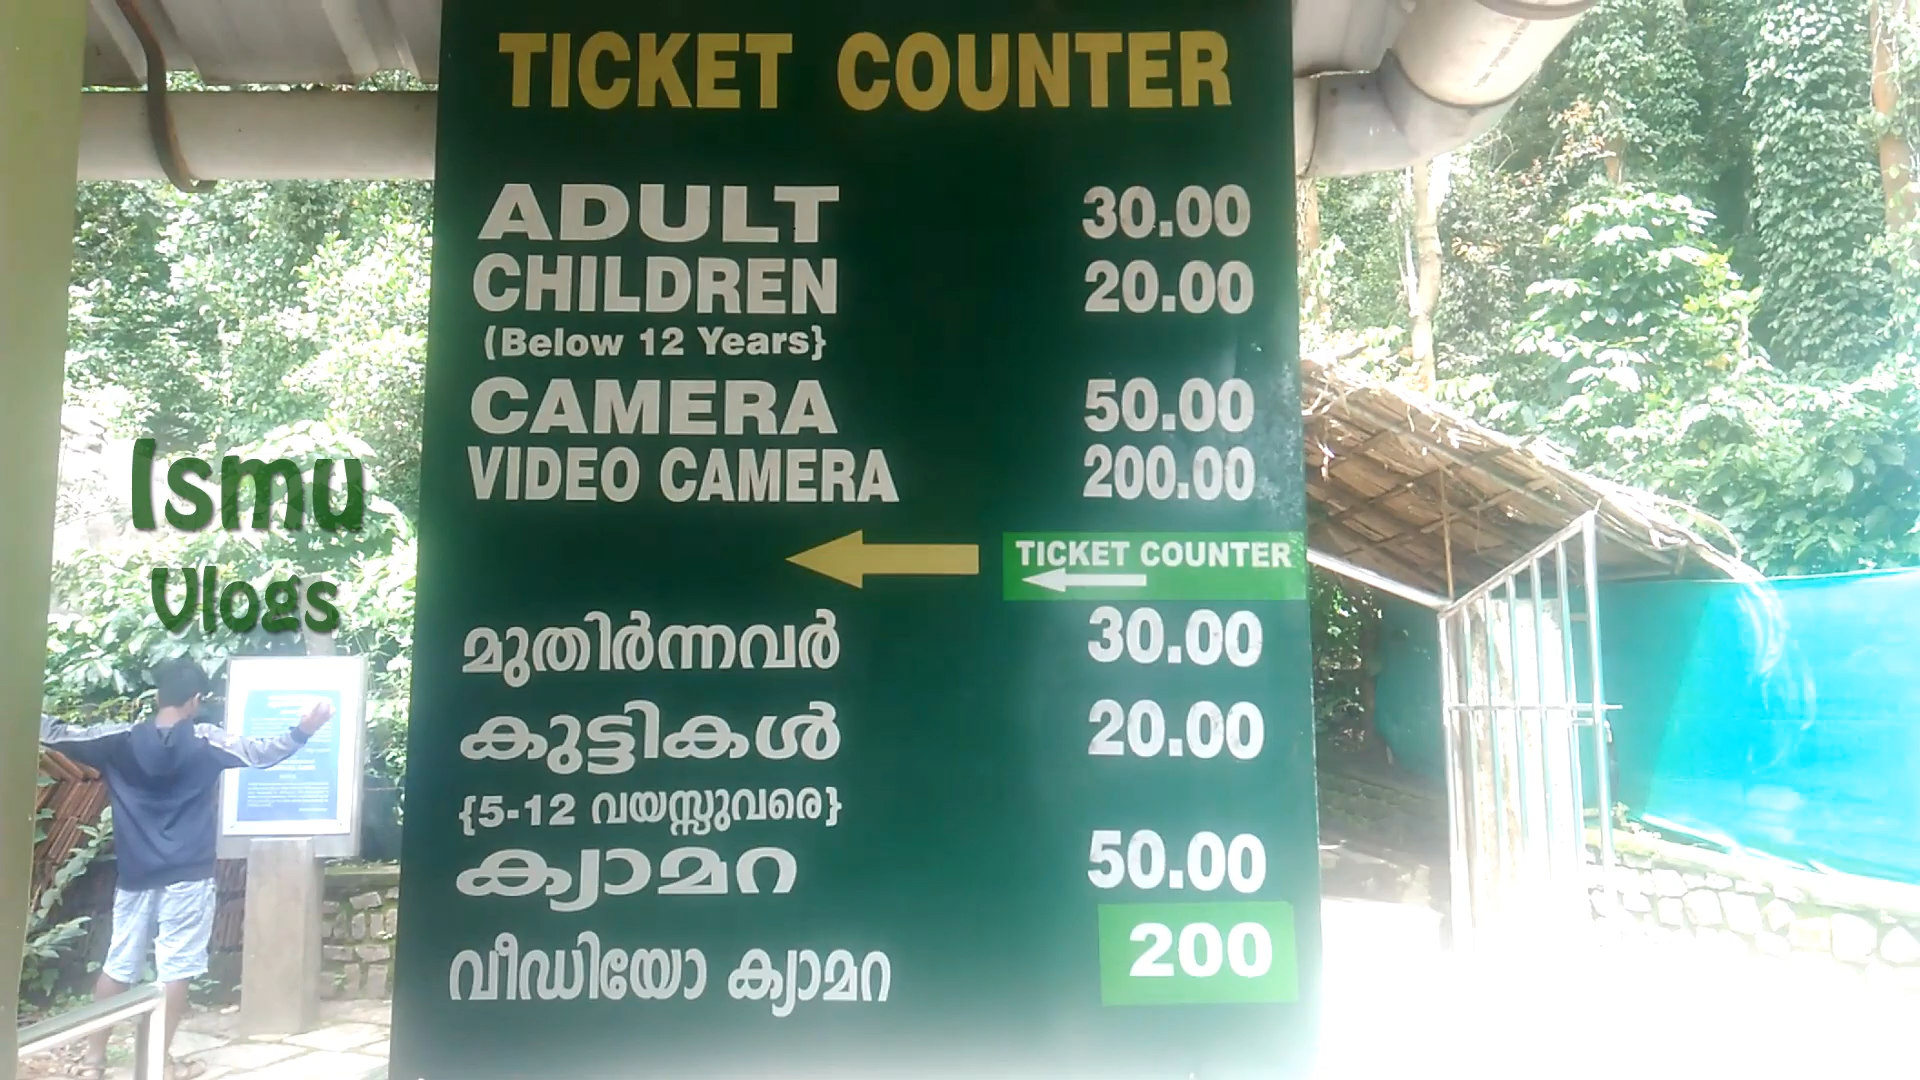 TICKET COUNTER
ADULT 30.00
CHILDREN 20.00
(Below 12 Years}
CAMERA 50.00
VIDEO CAMERA 200.00
TICKET COUNTER
മുതിർന്നവർ 30.00
കുട്ടികൾ 20.00
{5-12 വയസ്സുവരെ}
ക്യാമറ 50.00
വീഡിയോ ക്യാമറ 200
Ismu
Vlogs